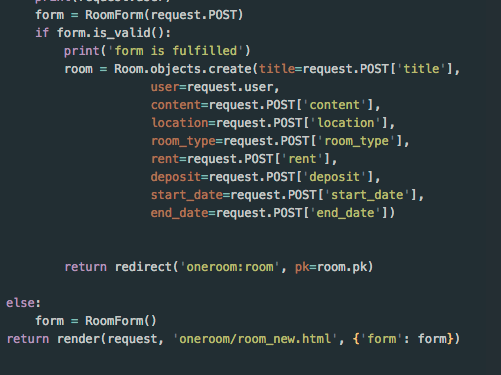 print(request.user)
form = RoomForm(request.POST)
if form.is_valid():
print('form is fulfilled')
room = Room.objects.create(title=request.POST['title'],
user=request.user,
content=request.POST['content'],
location=request.POST['location'],
room_type=request.POST['room_type'],
rent=request.POST['rent'],
deposit=request.POST['deposit'],
start_date=request.POST['start_date'],
end_date=request.POST['end_date'])
return redirect('oneroom:room', pk=room.pk)
else:
form = RoomForm()
return render(request, 'oneroom/room_new.html', {'form': form})